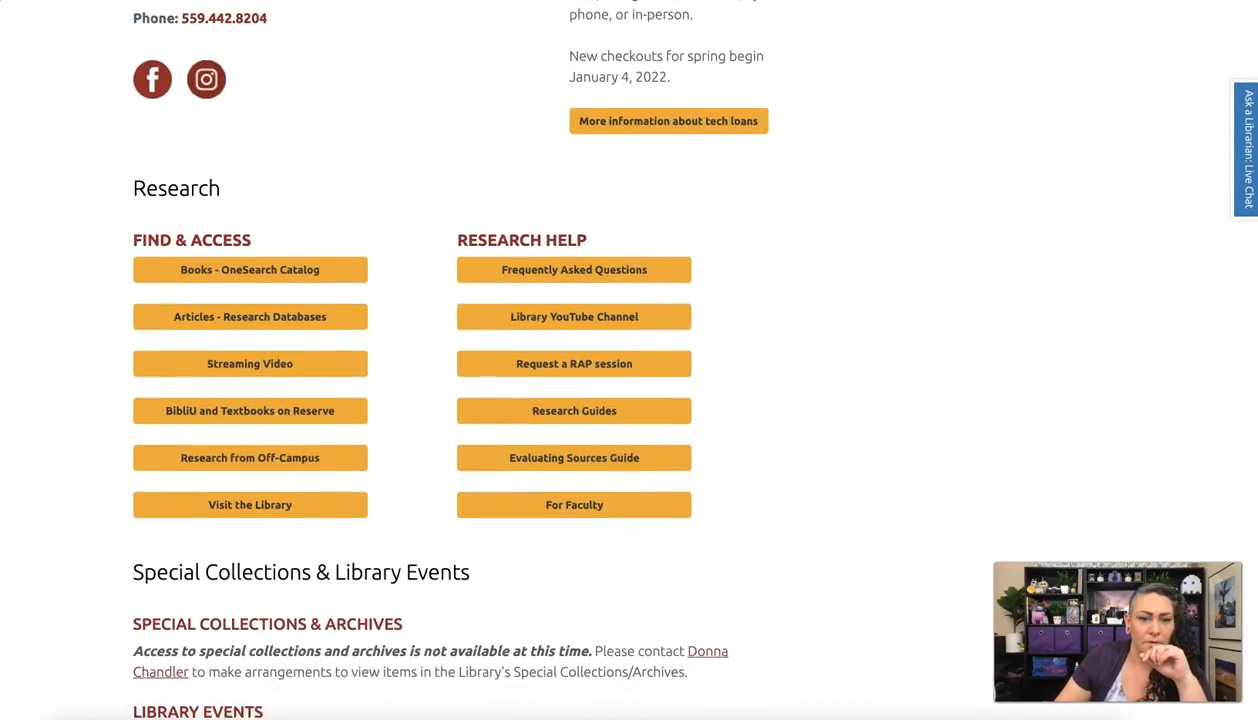 Phone: 559.442.8204
phone, or in-person.
New checkouts for spring begin
January 4, 2022.
More information about tech loans
Ask a Librarian: Live Chat
Research
FIND & ACCESS
Books - OneSearch Catalog
Articles - Research Databases
Streaming Video
BibliU and Textbooks on Reserve
Research from Off-Campus
Visit the Library
RESEARCH HELP
Frequently Asked Questions
Library YouTube Channel
Request a RAP session
Research Guides
Evaluating Sources Guide
For Faculty
Special Collections & Library Events
SPECIAL COLLECTIONS & ARCHIVES
Access to special collections and archives is not available at this time. Please contact Donna
Chandler to make arrangements to view items in the Library's Special Collections/Archives.
LIBRARY EVENTS